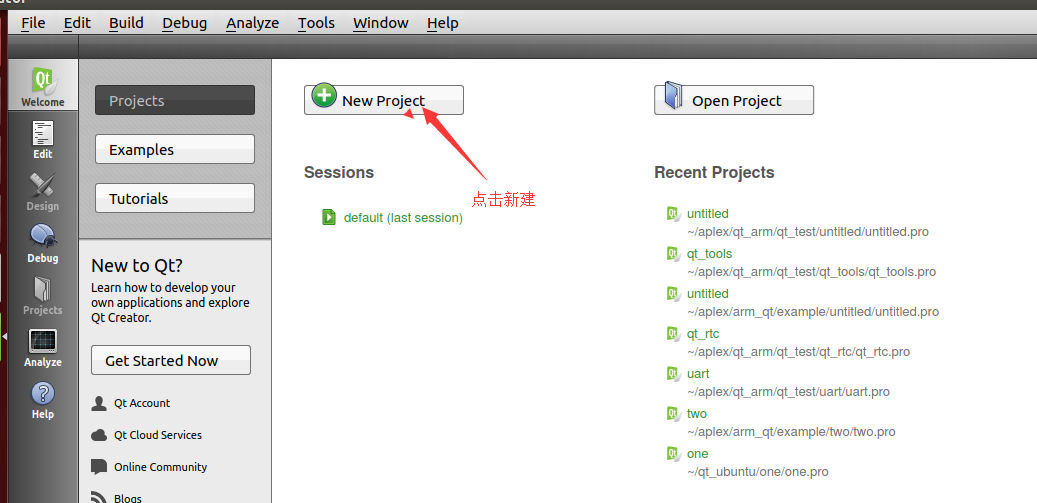 File Edit Build Debug Analyze Tools Window Help
Qt
Welcome
Edit
Design
Debug
Projects
Analyze
Help
Projects
Examples
Tutorials
New to Qt?
Learn how to develop your
own applications and explore
Qt Creator.
Get Started Now
Qt Account
Qt Cloud Services
Online Community
Blogs
New Project
点击新建
Sessions
default (last session)
Open Project
Recent Projects
untitled
~/aplex/qt_arm/qt_test/untitled/untitled.pro
qt_tools
~/aplex/qt_arm/qt_test/qt_tools/qt_tools.pro
untitled
~/aplex/arm_qt/example/untitled/untitled.pro
qt_rtc
~/aplex/qt_arm/qt_test/qt_rtc/qt_rtc.pro
uart
~/aplex/qt_arm/qt_test/uart/uart.pro
two
~/aplex/arm_qt/example/two/two.pro
one
~/qt_ubuntu/one/one.pro